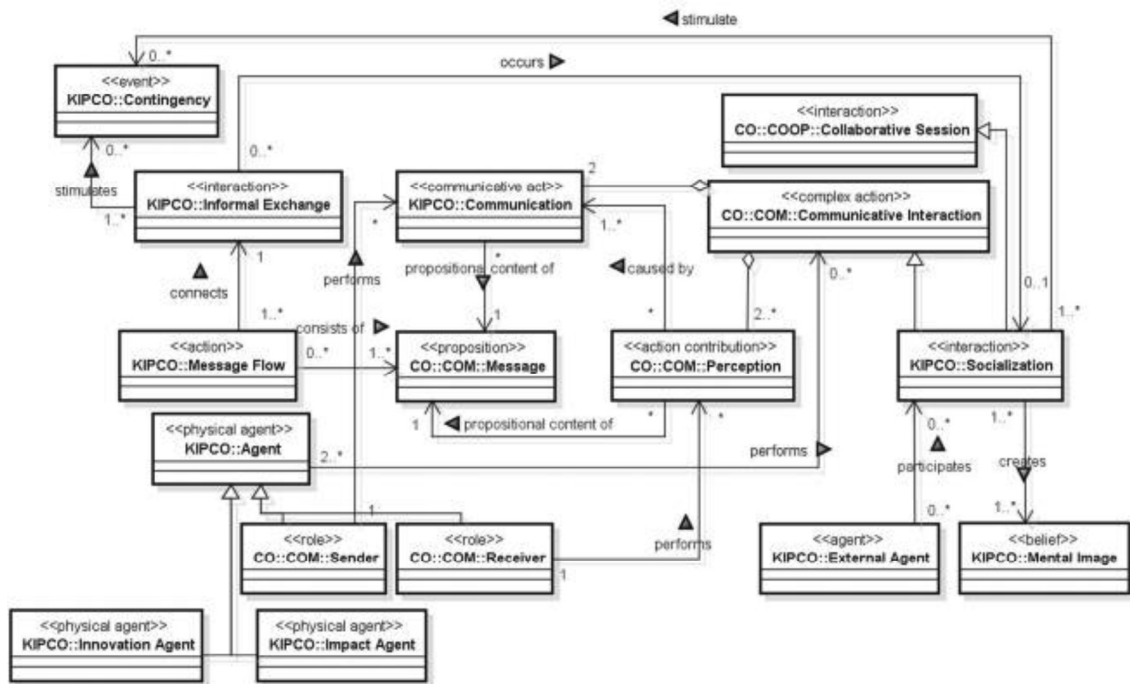 stimulate
0..*
occurs
<<event>>
KIPCO::Contingency
<<interaction>>
CO::COOP::Collaborative Session
0..*
0..*
stimulates
1..*
<<interaction>>
KIPCO::Informal Exchange
2
<<communicative act>>
KIPCO::Communication
<<complex action>>
CO::COM::Communicative Interaction
*
*
1..*
1
propositional content of
caused by
0..*
performs
connects
0..1
1..*
1..*
consists of
1
*
2..*
<<action>>
KIPCO::Message Flow
0..*
1..*
<<proposition>>
CO::COM::Message
<<action contribution>>
CO::COM::Perception
<<interaction>>
KIPCO::Socialization
1
propositional content of
*
*
0..*
1..*
<<physical agent>>
KIPCO::Agent
2..*
performs
participates
creates
1
0..*
1..*
<<role>>
CO::COM::Sender
<<role>>
CO::COM::Receiver
1
performs
<<agent>>
KIPCO::External Agent
<<belief>>
KIPCO::Mental Image
<<physical agent>>
KIPCO::Innovation Agent
<<physical agent>>
KIPCO::Impact Agent